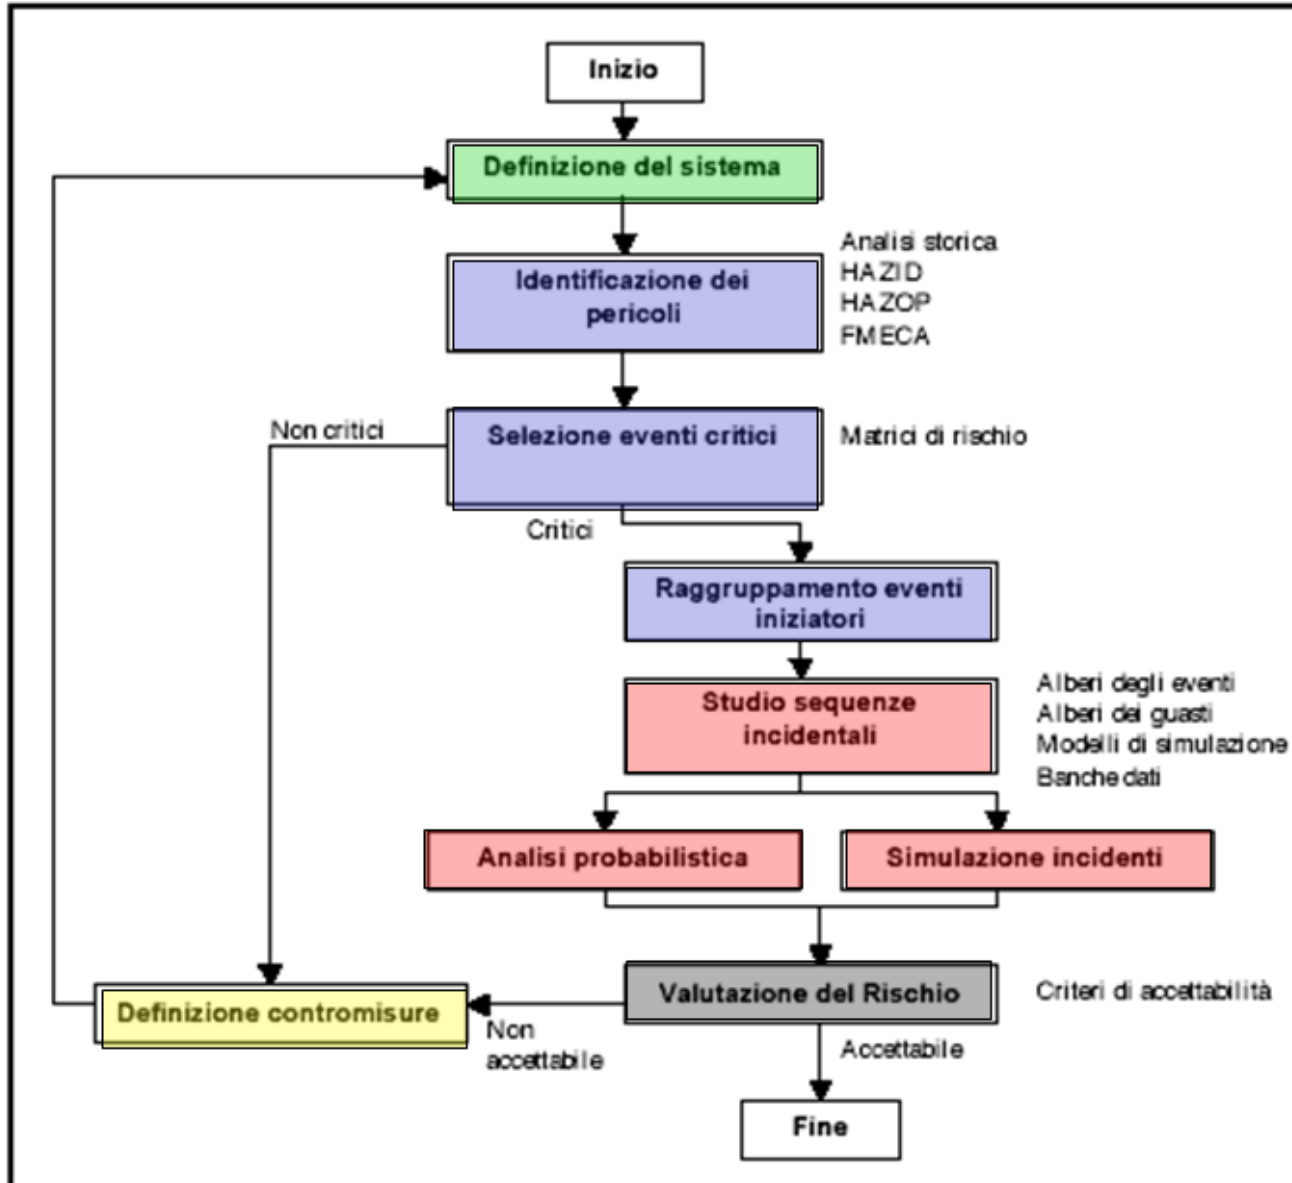 Inizio
Definizione del sistema
Analisi storica
HAZID
HAZOP
FMECA
Identificazione dei
pericoli
Non critici
Selezione eventi critici
Matrici di rischio
Critici
Raggruppamento eventi
iniziatori
Studio sequenze
incidentali
Alberi degli eventi
Alberi dei guasti
Modelli di simulazione
Banche dati
Analisi probabilistica
Simulazione incidenti
Valutazione del Rischio
Criteri di accettabilità
Definizione contromisure
Non
accettabile
Accettabile
Fine